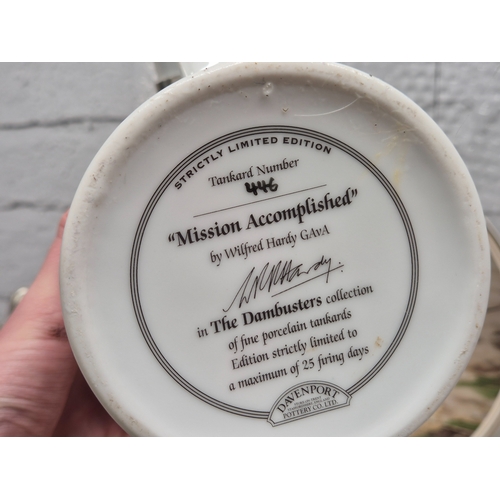 STRICTLY LIMITED EDITION
Tankard Number
446
"Mission Accomplished"
by Wilfred Hardy GAvA
W R Hardy.
in The Dambusters collection
of fine porcelain tankards
Edition strictly limited to
a maximum of 25 firing days
DAVENPORT
POTTERY CO. LTD.